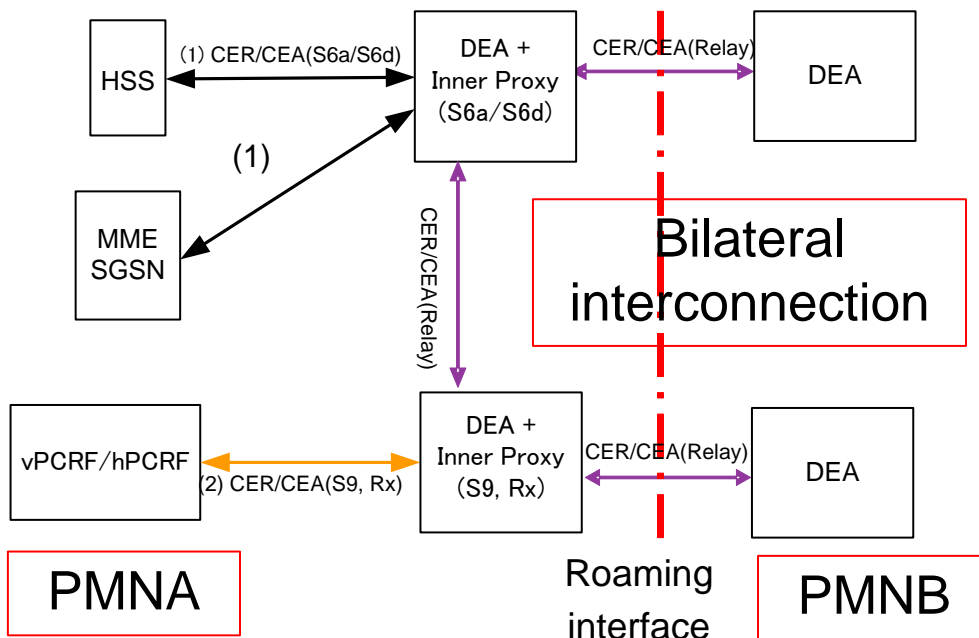 HSS
(1) CER/CEA(S6a/S6d)
DEA +
Inner Proxy
(S6a/S6d)
CER/CEA(Relay)
DEA
(1)
MME
SGSN
CER/CEA(Relay)
Bilateral
interconnection
vPCRF/hPCRF
(2) CER/CEA(S9, Rx)
DEA +
Inner Proxy
(S9, Rx)
CER/CEA(Relay)
DEA
PMNA
Roaming
interface
PMNB